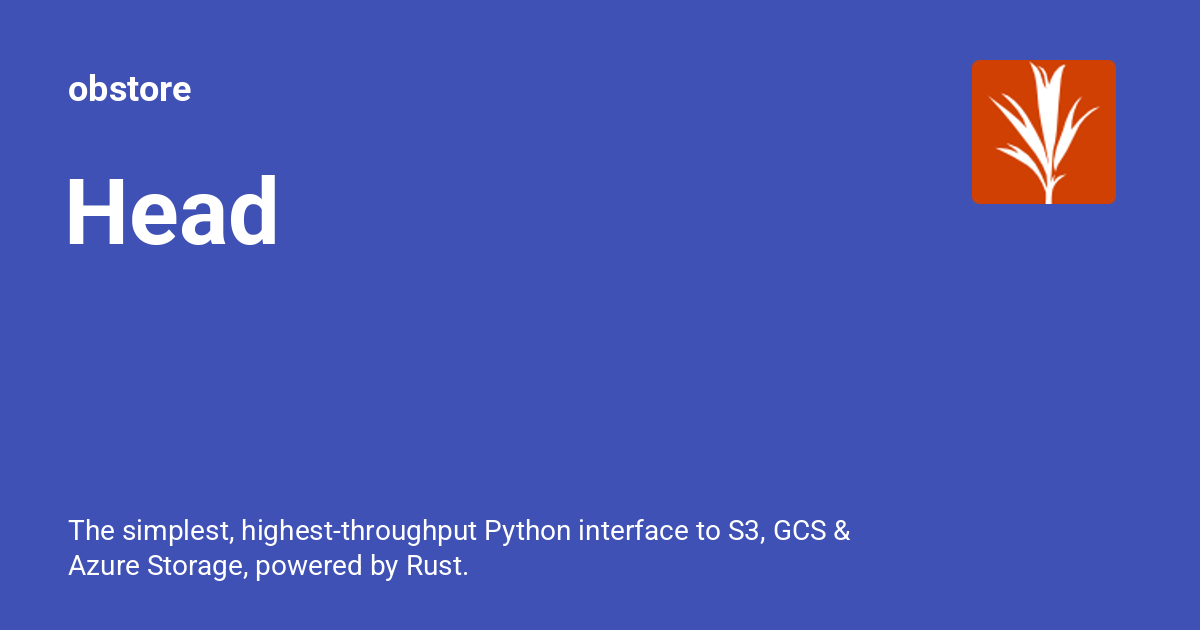 obstore
Head
The simplest, highest-throughput Python interface to S3, GCS &
Azure Storage, powered by Rust.